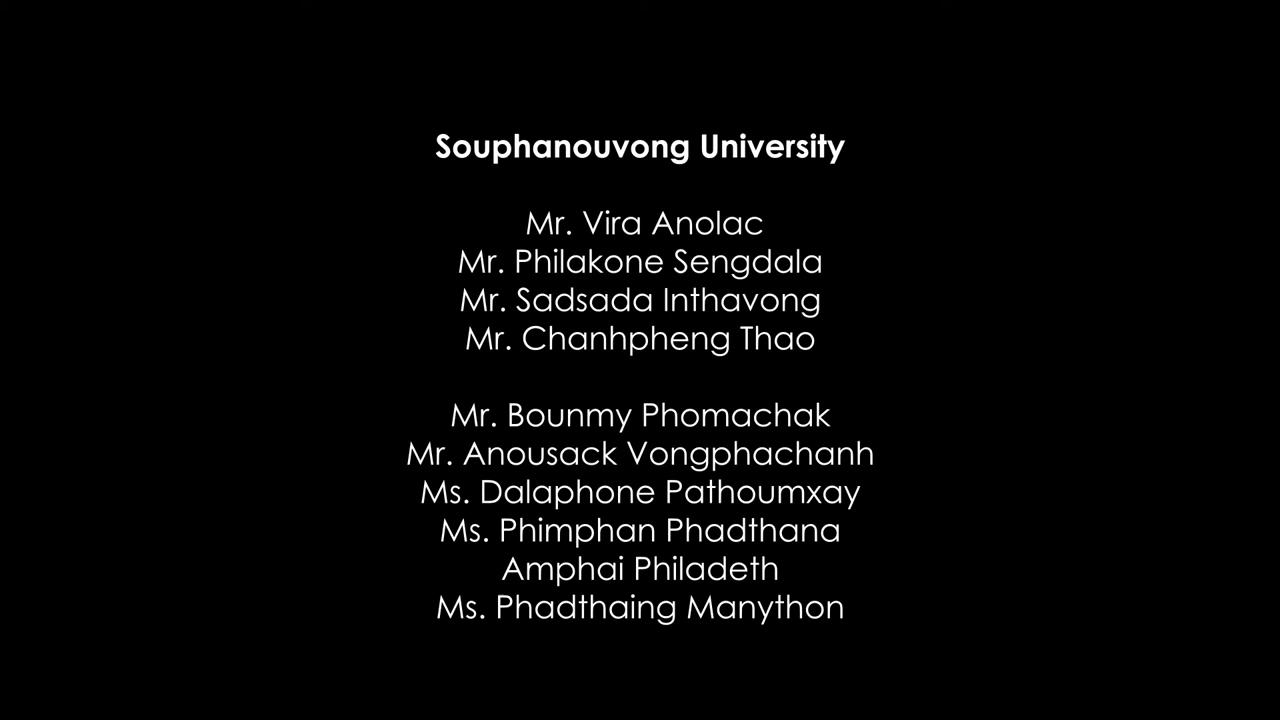 Souphanouvong University
Mr. Vira Anolac
Mr. Philakone Sengdala
Mr. Sadsada Inthavong
Mr. Chanhpheng Thao
Mr. Bounmy Phomachak
Mr. Anousack Vongphachanh
Ms. Dalaphone Pathoumxay
Ms. Phimphan Phadthana
Amphai Philadeth
Ms. Phadthaing Manython